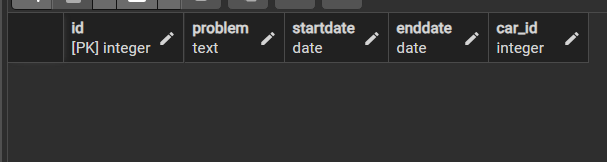 id problem startdate enddate car_id
[PK] integer text date date integer